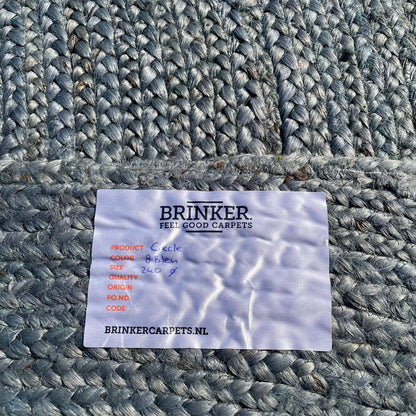 BRINKER.
FEEL GOOD CARPETS
PRODUCT Circle
COLOR
SIZE 240 ø
QUALITY
ORIGIN
PO NO.
CODE
BRINKERCARPETS.NL